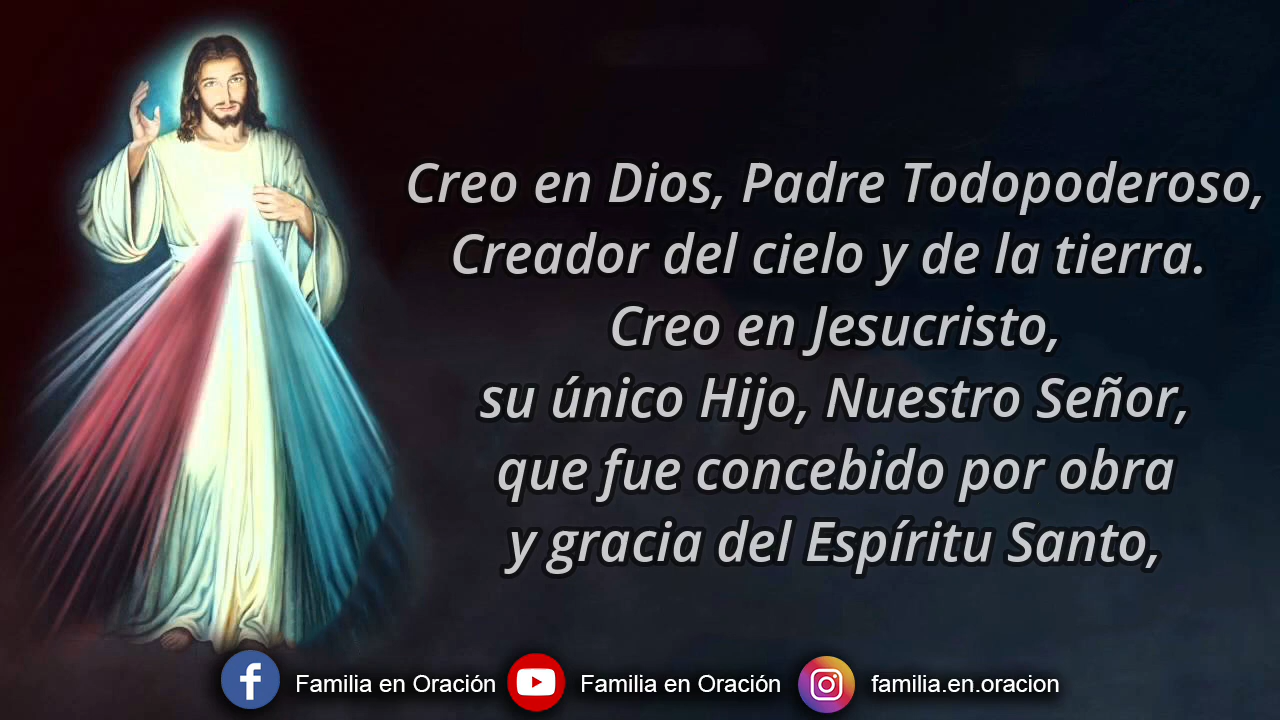 Creo en Dios, Padre Todopoderoso,
Creador del cielo y de la tierra.
Creo en Jesucristo,
su único Hijo, Nuestro Señor,
que fue concebido por obra
y gracia del Espíritu Santo,
Familia en Oración
Familia en Oración
familia.en.oracion